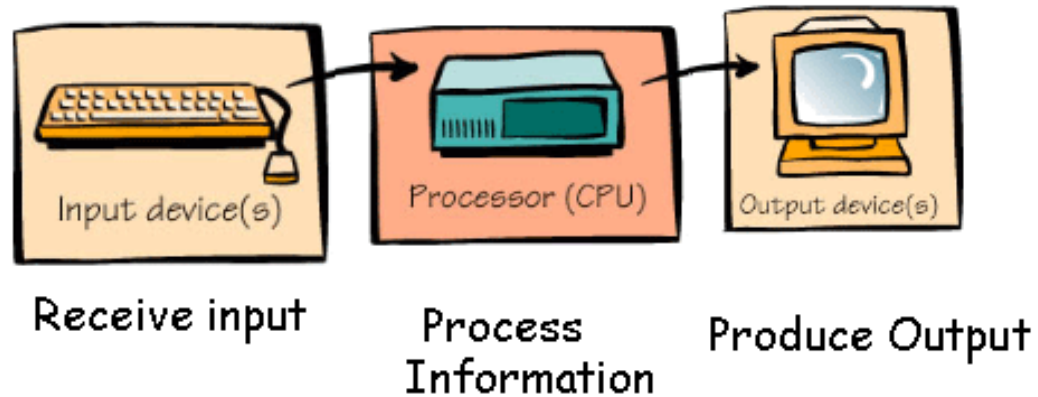 Input device(s)
Processor (CPU)
Output device(s)
Receive input
Process
Information
Produce Output